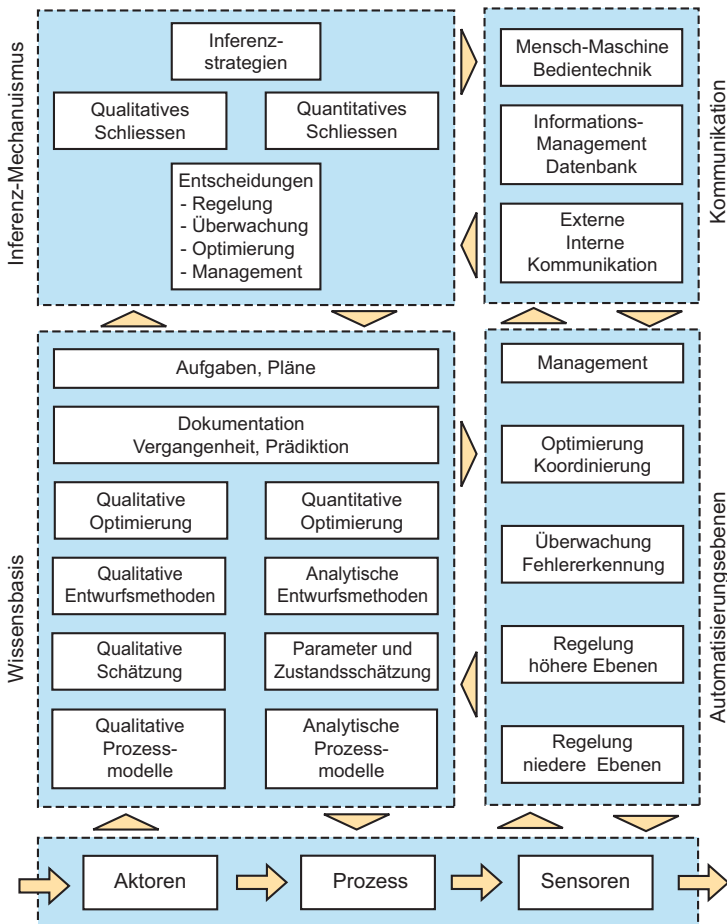 Inferenz-Mechanuismus
Inferenz-
strategien
Qualitatives
Schliessen
Quantitatives
Schliessen
Entscheidungen
- Regelung
- Überwachung
- Optimierung
- Management
Mensch-Maschine
Bedientechnik
Informations-
Management
Datenbank
Externe
Interne
Kommunikation
Kommunikation
Wissensbasis
Aufgaben, Pläne
Dokumentation
Vergangenheit, Prädiktion
Qualitative
Optimierung
Quantitative
Optimierung
Qualitative
Entwurfsmethoden
Analytische
Entwurfsmethoden
Qualitative
Schätzung
Parameter und
Zustandsschätzung
Qualitative
Prozess-
modelle
Analytische
Prozess-
modelle
Management
Optimierung
Koordinierung
Überwachung
Fehlererkennung
Regelung
höhere Ebenen
Regelung
niedere Ebenen
Automatisierungsebenen
Aktoren
Prozess
Sensoren